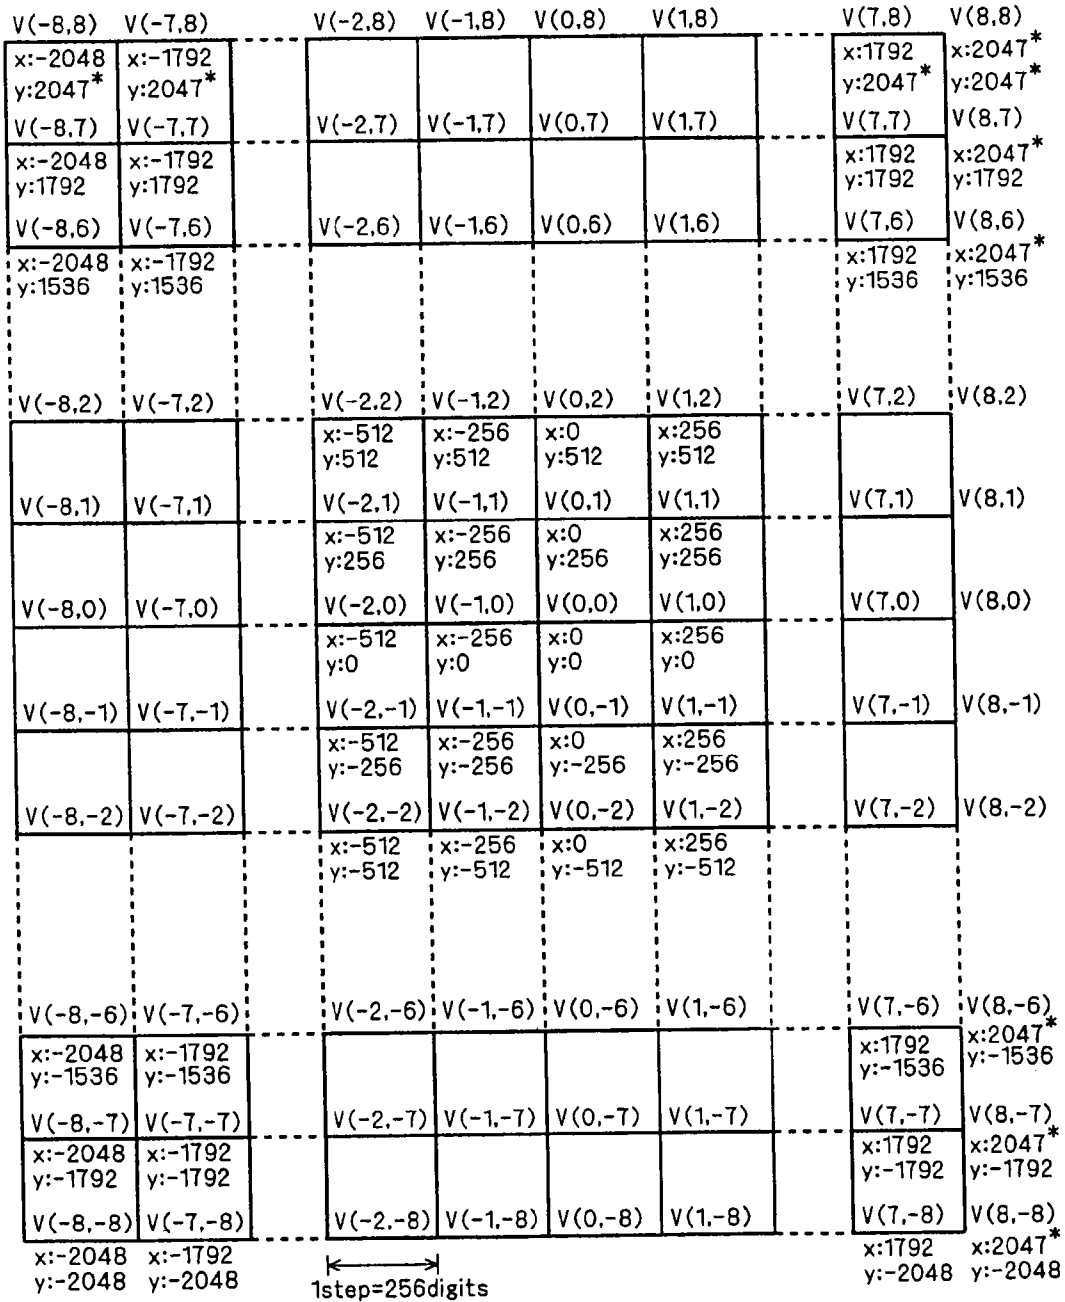 V(-8,8) V(-7,8) V(-2,8) V(-1,8) V(0,8) V(1,8) V(7,8) V(8,8)
x:-2048 x:-1792 x:1792 x:2047*
y:2047* y:2047* y:2047* y:2047*
V(-8,7) V(-7,7) V(-2,7) V(-1,7) V(0,7) V(1,7) V(7,7) V(8,7)
x:-2048 x:-1792 x:1792 x:2047*
y:1792 y:1792 y:1792 y:1792
V(-8,6) V(-7,6) V(-2,6) V(-1,6) V(0,6) V(1,6) V(7,6) V(8,6)
x:-2048 x:-1792 x:1792 x:2047*
y:1536 y:1536 y:1536 y:1536
V(-8,2) V(-7,2) V(-2,2) V(-1,2) V(0,2) V(1,2) V(7,2) V(8,2)
x:-512 x:-256 x:0 x:256
y:512 y:512 y:512 y:512
V(-8,1) V(-7,1) V(-2,1) V(-1,1) V(0,1) V(1,1) V(7,1) V(8,1)
x:-512 x:-256 x:0 x:256
y:256 y:256 y:256 y:256
V(-8,0) V(-7,0) V(-2,0) V(-1,0) V(0,0) V(1,0) V(7,0) V(8,0)
x:-512 x:-256 x:0 x:256
y:0 y:0 y:0 y:0
V(-8,-1) V(-7,-1) V(-2,-1) V(-1,-1) V(0,-1) V(1,-1) V(7,-1) V(8,-1)
x:-512 x:-256 x:0 x:256
y:-256 y:-256 y:-256 y:-256
V(-8,-2) V(-7,-2) V(-2,-2) V(-1,-2) V(0,-2) V(1,-2) V(7,-2) V(8,-2)
x:-512 x:-256 x:0 x:256
y:-512 y:-512 y:-512 y:-512
V(-8,-6) V(-7,-6) V(-2,-6) V(-1,-6) V(0,-6) V(1,-6) V(7,-6) V(8,-6)
x:-2048 x:-1792 x:1792 x:2047*
y:-1536 y:-1536 y:-1536 y:-1536
V(-8,-7) V(-7,-7) V(-2,-7) V(-1,-7) V(0,-7) V(1,-7) V(7,-7) V(8,-7)
x:-2048 x:-1792 x:1792 x:2047*
y:-1792 y:-1792 y:-1792 y:-1792
V(-8,-8) V(-7,-8) V(-2,-8) V(-1,-8) V(0,-8) V(1,-8) V(7,-8) V(8,-8)
x:-2048 x:-1792 x:1792 x:2047*
y:-2048 y:-2048 y:-2048 y:-2048
1step=256digits